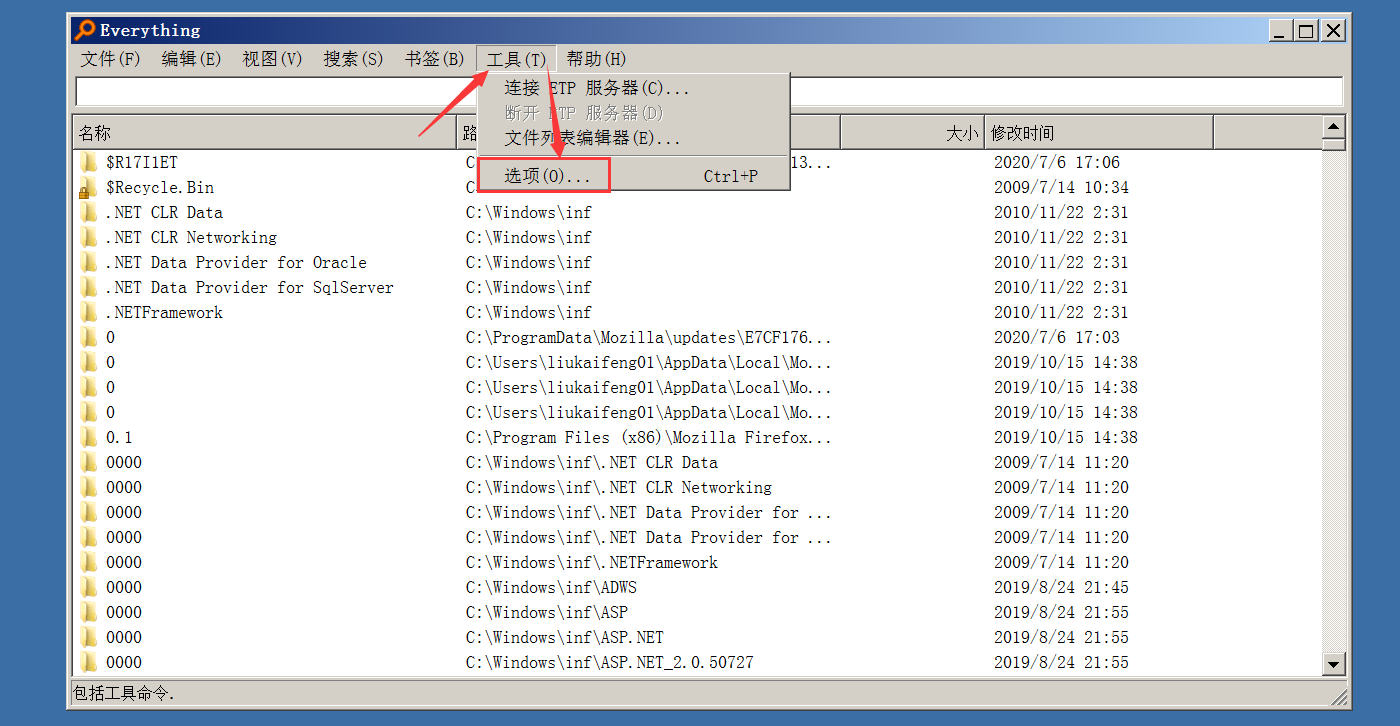 Everything
文件(F) 编辑(E) 视图(V) 搜索(S) 书签(B) 工具(T) 帮助(H)
连接 ETP 服务器(C)...
断开 ETP 服务器(D)
文件列表编辑器(E)...
选项(O)... Ctrl+P
名称 路 大小 修改时间
$R17I1ET C 13... 2020/7/6 17:06
$Recycle.Bin C: 2009/7/14 10:34
.NET CLR Data C:\Windows\inf 2010/11/22 2:31
.NET CLR Networking C:\Windows\inf 2010/11/22 2:31
.NET Data Provider for Oracle C:\Windows\inf 2010/11/22 2:31
.NET Data Provider for SqlServer C:\Windows\inf 2010/11/22 2:31
.NETFramework C:\Windows\inf 2010/11/22 2:31
0 C:\ProgramData\Mozilla\updates\E7CF176... 2020/7/6 17:03
0 C:\Users\liukaifeng01\AppData\Local\Mo... 2019/10/15 14:38
0 C:\Users\liukaifeng01\AppData\Local\Mo... 2019/10/15 14:38
0 C:\Users\liukaifeng01\AppData\Local\Mo... 2019/10/15 14:38
0.1 C:\Program Files (x86)\Mozilla Firefox... 2019/10/15 14:38
0000 C:\Windows\inf\.NET CLR Data 2009/7/14 11:20
0000 C:\Windows\inf\.NET CLR Networking 2009/7/14 11:20
0000 C:\Windows\inf\.NET Data Provider for ... 2009/7/14 11:20
0000 C:\Windows\inf\.NET Data Provider for ... 2009/7/14 11:20
0000 C:\Windows\inf\.NETFramework 2009/7/14 11:20
0000 C:\Windows\inf\ADWS 2019/8/24 21:45
0000 C:\Windows\inf\ASP 2019/8/24 21:55
0000 C:\Windows\inf\ASP.NET 2019/8/24 21:55
0000 C:\Windows\inf\ASP.NET_2.0.50727 2019/8/24 21:55
包括工具命令.